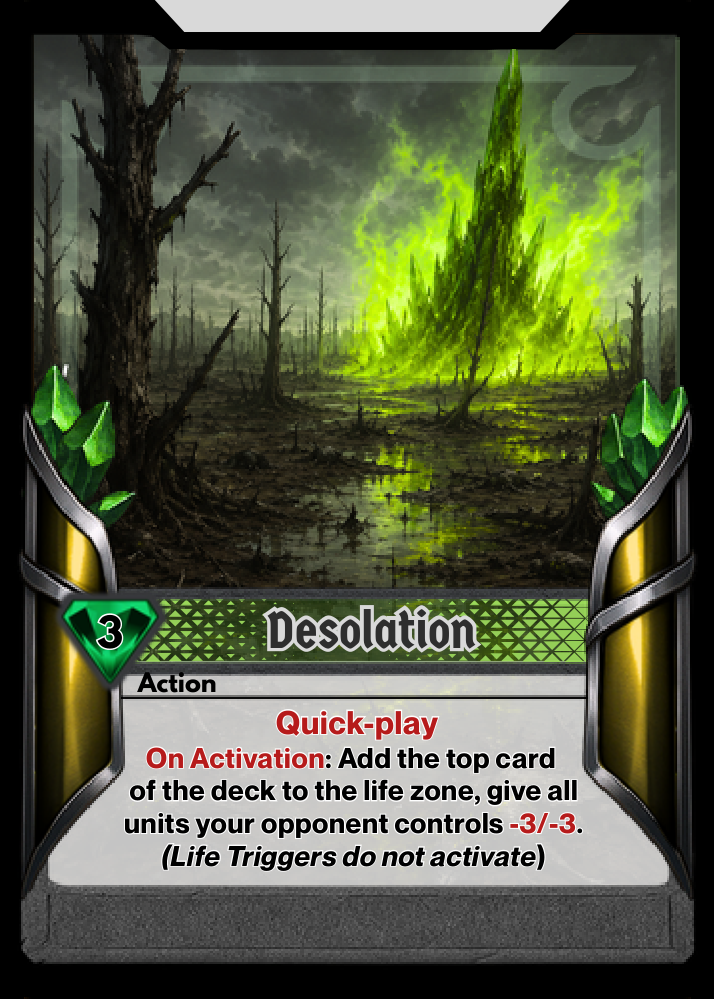 3
Desolation
Action
Quick-play
On Activation: Add the top card
of the deck to the life zone, give all
units your opponent controls -3/-3.
(Life Triggers do not activate)